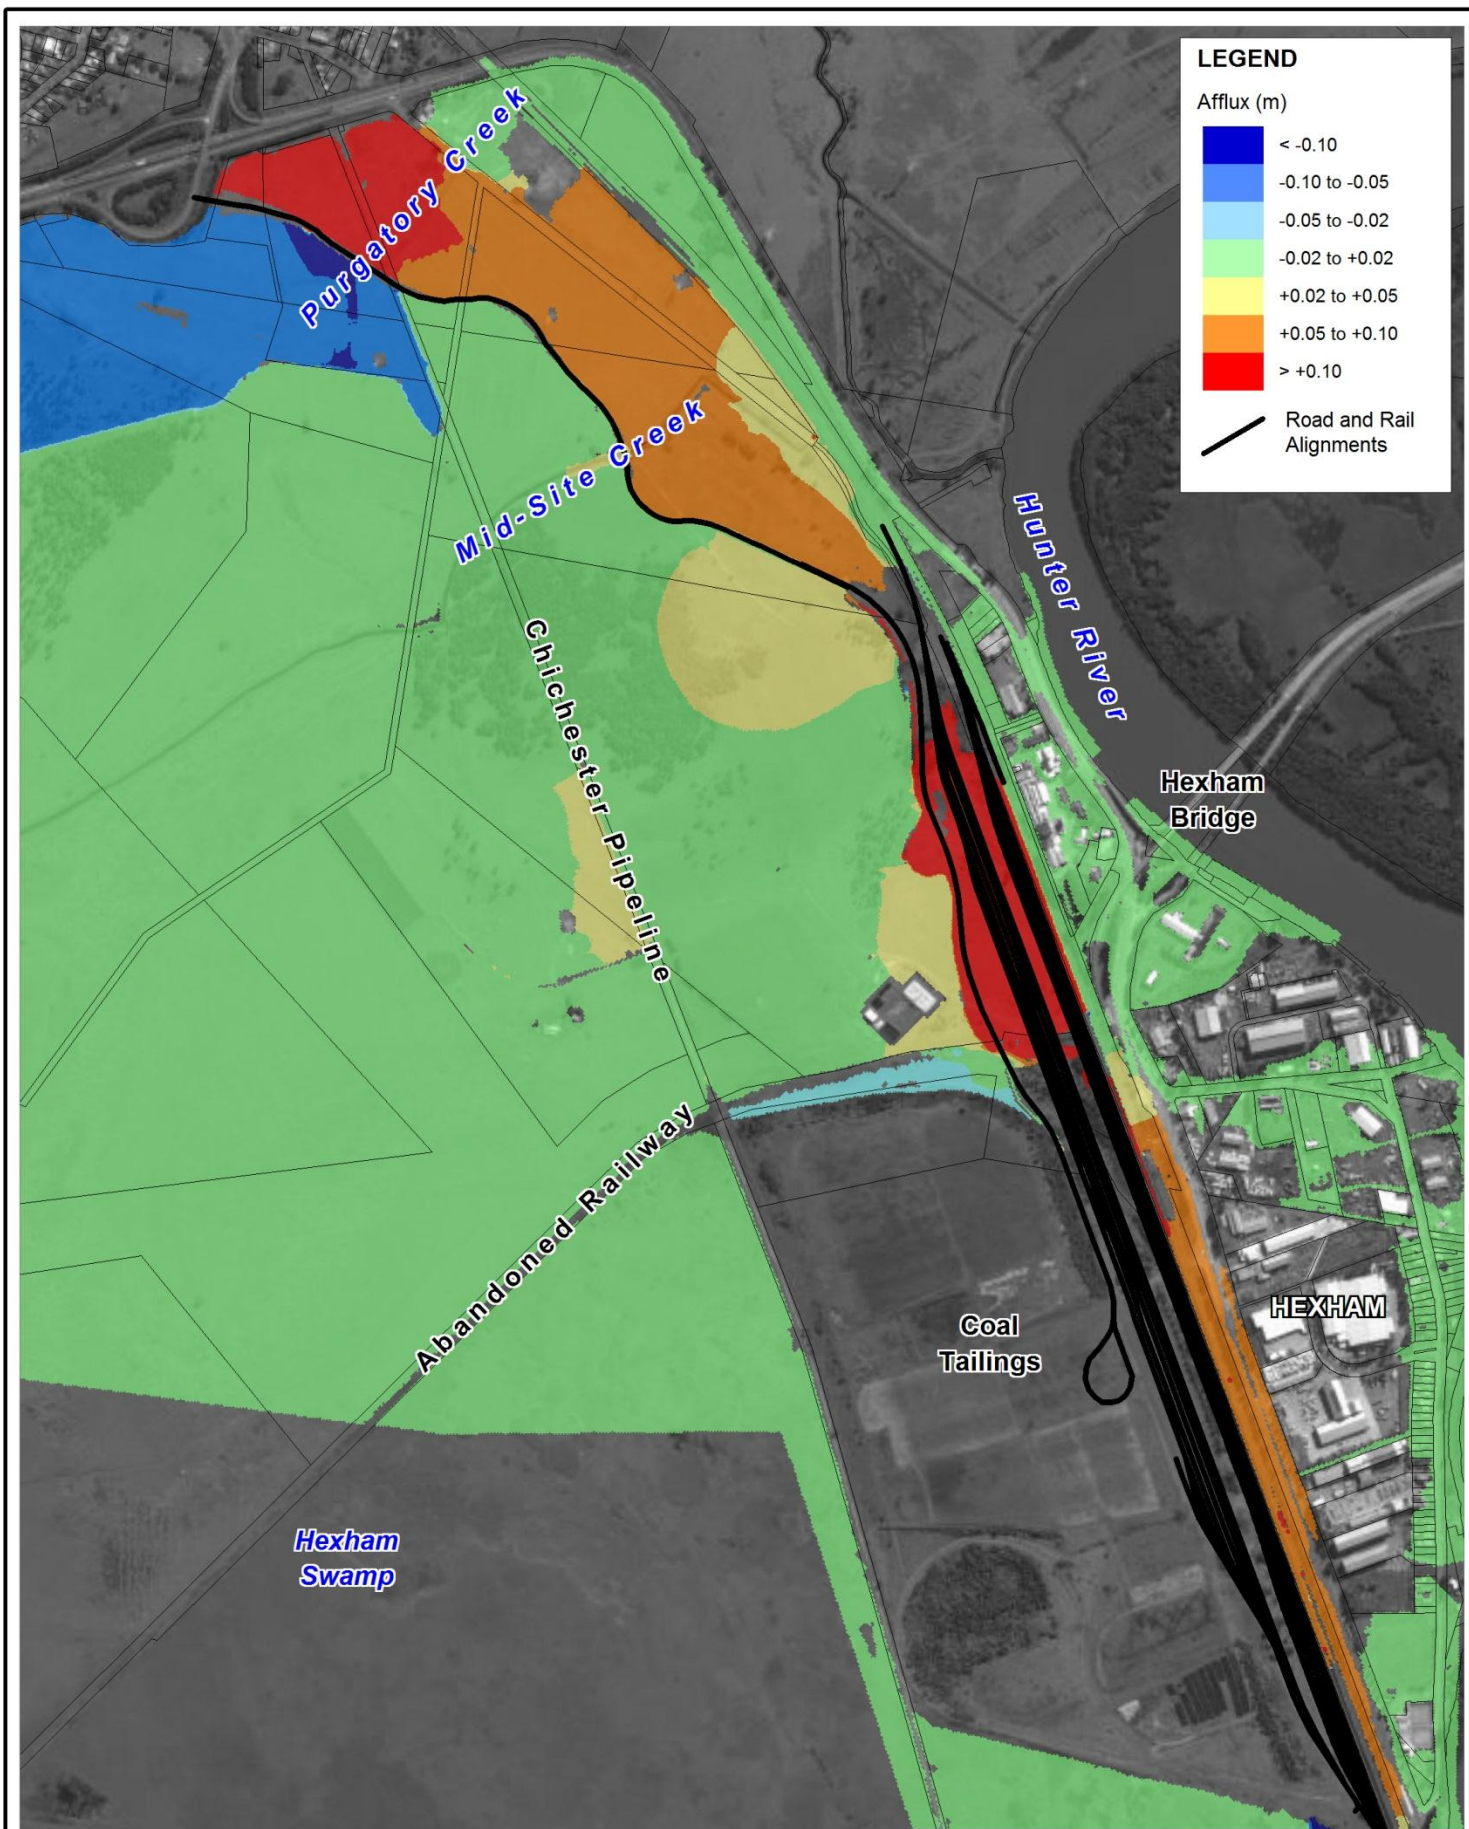 LEGEND
Afflux (m)
< -0.10
-0.10 to -0.05
-0.05 to -0.02
-0.02 to +0.02
+0.02 to +0.05
+0.05 to +0.10
> +0.10
Road and Rail
Alignments
Purgatory Creek
Mid-Site Creek
Hunter River
Chichester Pipeline
Hexham
Bridge
Abandoned Railway
HEXHAM
Coal
Tailings
Hexham
Swamp